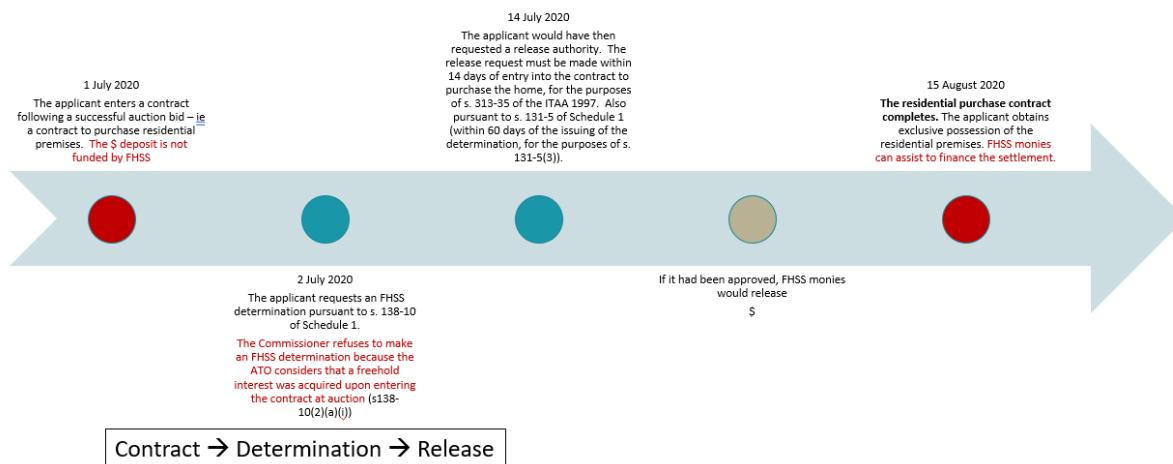 1 July 2020
The applicant enters a contract
following a successful auction bid – ie
a contract to purchase residential
premises. The $ deposit is not
funded by FHSS
2 July 2020
The applicant requests an FHSS
determination pursuant to s. 138-10
of Schedule 1.
The Commissioner refuses to make
an FHSS determination because the
ATO considers that a freehold
interest was acquired upon entering
the contract at auction (s138-
10(2)(a)(i))
14 July 2020
The applicant would have then
requested a release authority. The
release request must be made within
14 days of entry into the contract to
purchase the home, for the purposes
of s. 313-35 of the ITAA 1997. Also
pursuant to s. 131-5 of Schedule 1
(within 60 days of the issuing of the
determination, for the purposes of s.
131-5(3)).
If it had been approved, FHSS monies
would release
$
15 August 2020
The residential purchase contract
completes. The applicant obtains
exclusive possession of the
residential premises. FHSS monies
can assist to finance the settlement.
Contract → Determination → Release